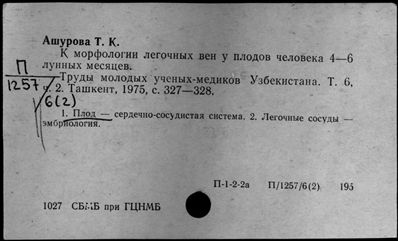 Ашурова Т. К.
К морфологии легочных вен у плодов человека 4—6
лунных месяцев.
П
1257
6(2)
Труды молодых ученых-медиков Узбекистана. Т. 6,
ч. 2. Ташкент, 1975, с. 327—328.
1. Плод — сердечно-сосудистая система. 2. Легочные сосуды —
эмбриология.
П-1-2-2а П/1257/6(2) 195
1027 СБМБ при ГЦНМБ